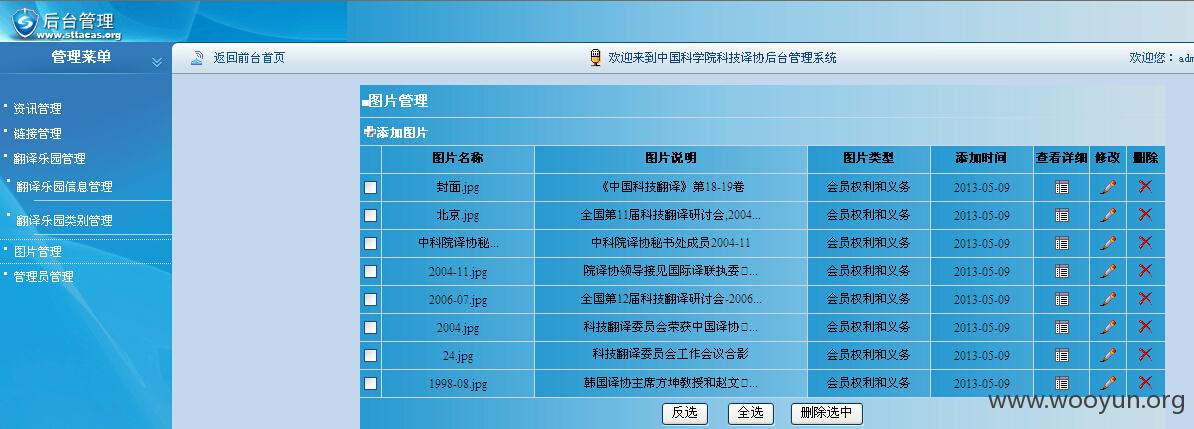 后台管理
www.sttacas.org
管理菜单
返回前台首页 欢迎来到中国科学院科技译协后台管理系统 欢迎您：adm
资讯管理
链接管理
翻译乐园管理
翻译乐园信息管理
翻译乐园类别管理
图片管理
管理员管理
图片管理
添加图片
图片名称 图片说明 图片类型 添加时间 查看详细 修改 删除
封面.jpg 《中国科技翻译》第18-19卷 会员权利和义务 2013-05-09
北京.jpg 全国第11届科技翻译研讨会,2004... 会员权利和义务 2013-05-09
中科院译协秘... 中科院译协秘书处成员2004-11 会员权利和义务 2013-05-09
2004-11.jpg 院译协领导接见国际译联执委... 会员权利和义务 2013-05-09
2006-07.jpg 全国第12届科技翻译研讨会-2006... 会员权利和义务 2013-05-09
2004.jpg 科技翻译委员会荣获中国译协... 会员权利和义务 2013-05-09
24.jpg 科技翻译委员会工作会议合影 会员权利和义务 2013-05-09
1998-08.jpg 韩国译协主席方坤教授和赵文... 会员权利和义务 2013-05-09
反选 全选 删除选中
www.wooyun.org